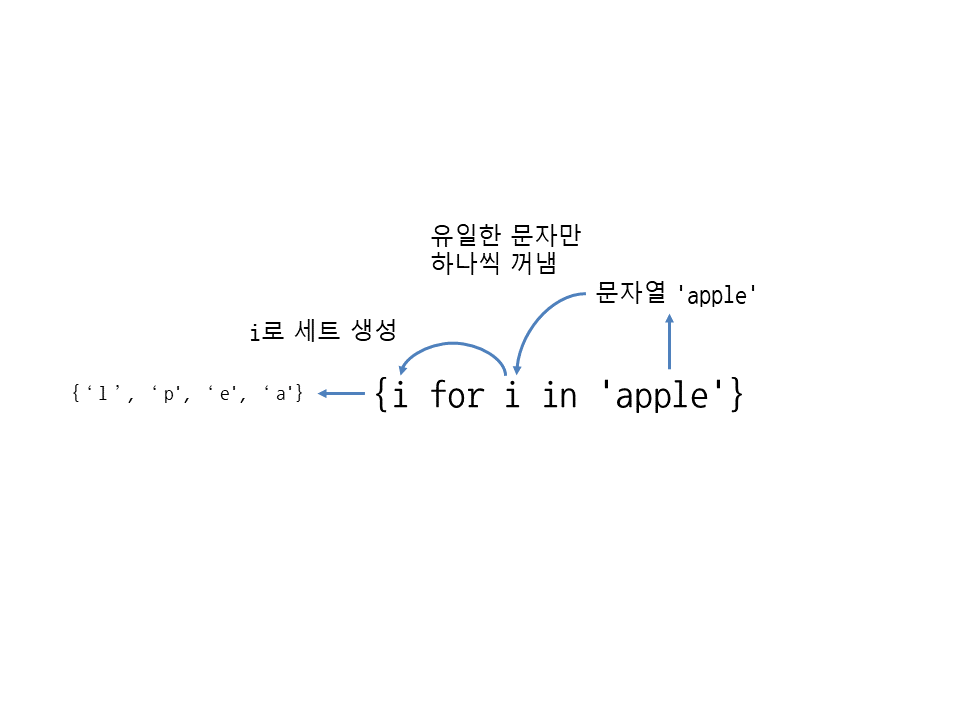 유일한 문자만
하나씩 꺼냄
문자열 'apple'
i로 세트 생성
{‘l’, ‘p', ‘e', ‘a'}
{i for i in 'apple'}